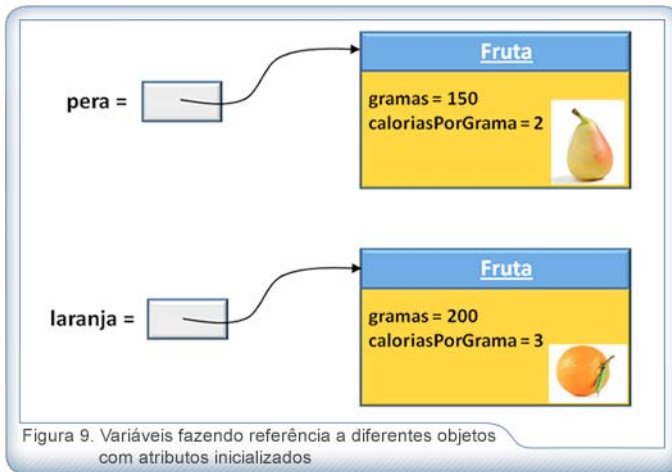 Fruta
pera =
gramas = 150
caloriasPorGrama = 2
Fruta
laranja =
gramas = 200
caloriasPorGrama = 3
Figura 9. Variáveis fazendo referência a diferentes objetos
com atributos inicializados